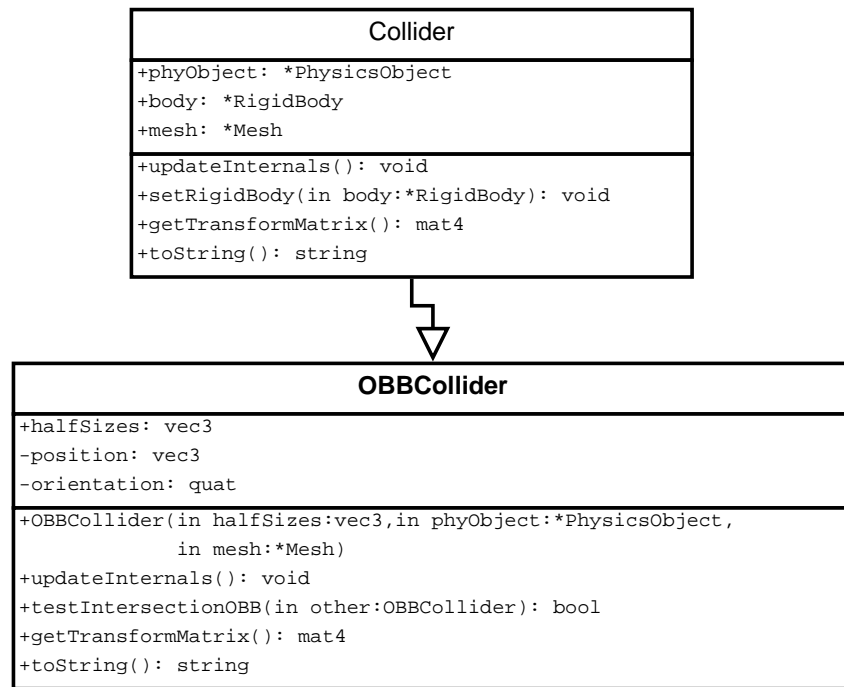 Collider
+phyObject: *PhysicsObject
+body: *RigidBody
+mesh: *Mesh
+updateInternals(): void
+setRigidBody(in body:*RigidBody): void
+getTransformMatrix(): mat4
+toString(): string
OBBCollider
+halfSizes: vec3
-position: vec3
-orientation: quat
+OBBCollider(in halfSizes:vec3,in phyObject:*PhysicsObject,
in mesh:*Mesh)
+updateInternals(): void
+testIntersectionOBB(in other:OBBCollider): bool
+getTransformMatrix(): mat4
+toString(): string